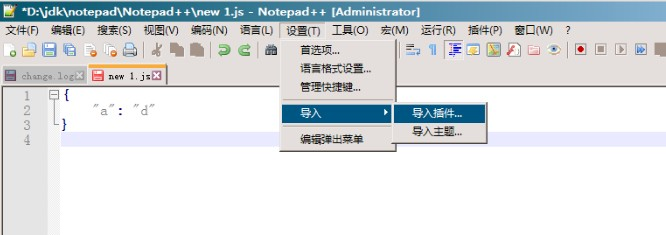 *D:\jdk\notepad\Notepad++\new 1.js - Notepad++ [Administrator]
文件(F) 编辑(E) 搜索(S) 视图(V) 编码(N) 语言(L) 设置(T) 工具(O) 宏(M) 运行(R) 插件(P) 窗口(W) ?
首选项...
change.log new 1.js
语言格式设置...
管理快捷键...
导入
导入插件...
导入主题...
编辑弹出菜单
1 {
2 "a": "d"
3 }
4